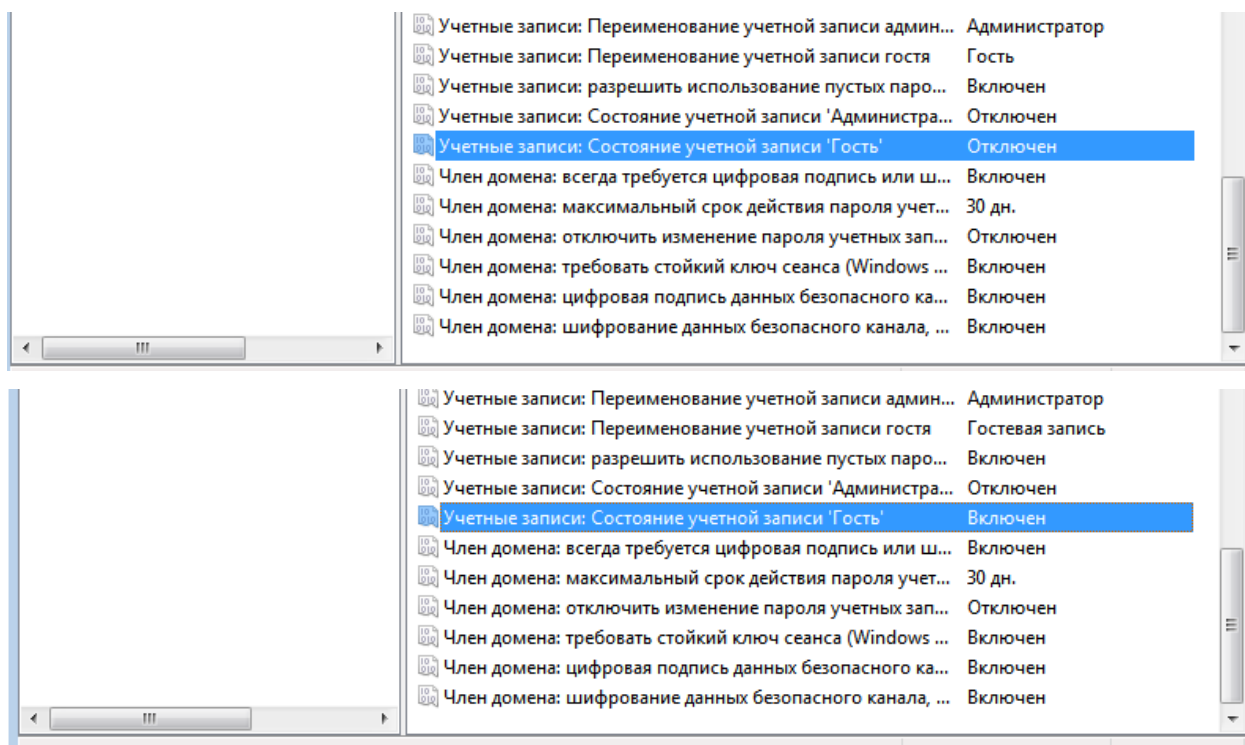 Учетные записи: Переименование учетной записи админ... Администратор
Учетные записи: Переименование учетной записи гостя Гость
Учетные записи: разрешить использование пустых паро... Включен
Учетные записи: Состояние учетной записи 'Администра... Отключен
Учетные записи: Состояние учетной записи 'Гость' Отключен
Член домена: всегда требуется цифровая подпись или ш... Включен
Член домена: максимальный срок действия пароля учет... 30 дн.
Член домена: отключить изменение пароля учетных зап... Отключен
Член домена: требовать стойкий ключ сеанса (Windows ... Включен
Член домена: цифровая подпись данных безопасного ка... Включен
Член домена: шифрование данных безопасного канала, ... Включен
Учетные записи: Переименование учетной записи админ... Администратор
Учетные записи: Переименование учетной записи гостя Гостевая запись
Учетные записи: разрешить использование пустых паро... Включен
Учетные записи: Состояние учетной записи 'Администра... Отключен
Учетные записи: Состояние учетной записи 'Гость' Включен
Член домена: всегда требуется цифровая подпись или ш... Включен
Член домена: максимальный срок действия пароля учет... 30 дн.
Член домена: отключить изменение пароля учетных зап... Отключен
Член домена: требовать стойкий ключ сеанса (Windows ... Включен
Член домена: цифровая подпись данных безопасного ка... Включен
Член домена: шифрование данных безопасного канала, ... Включен